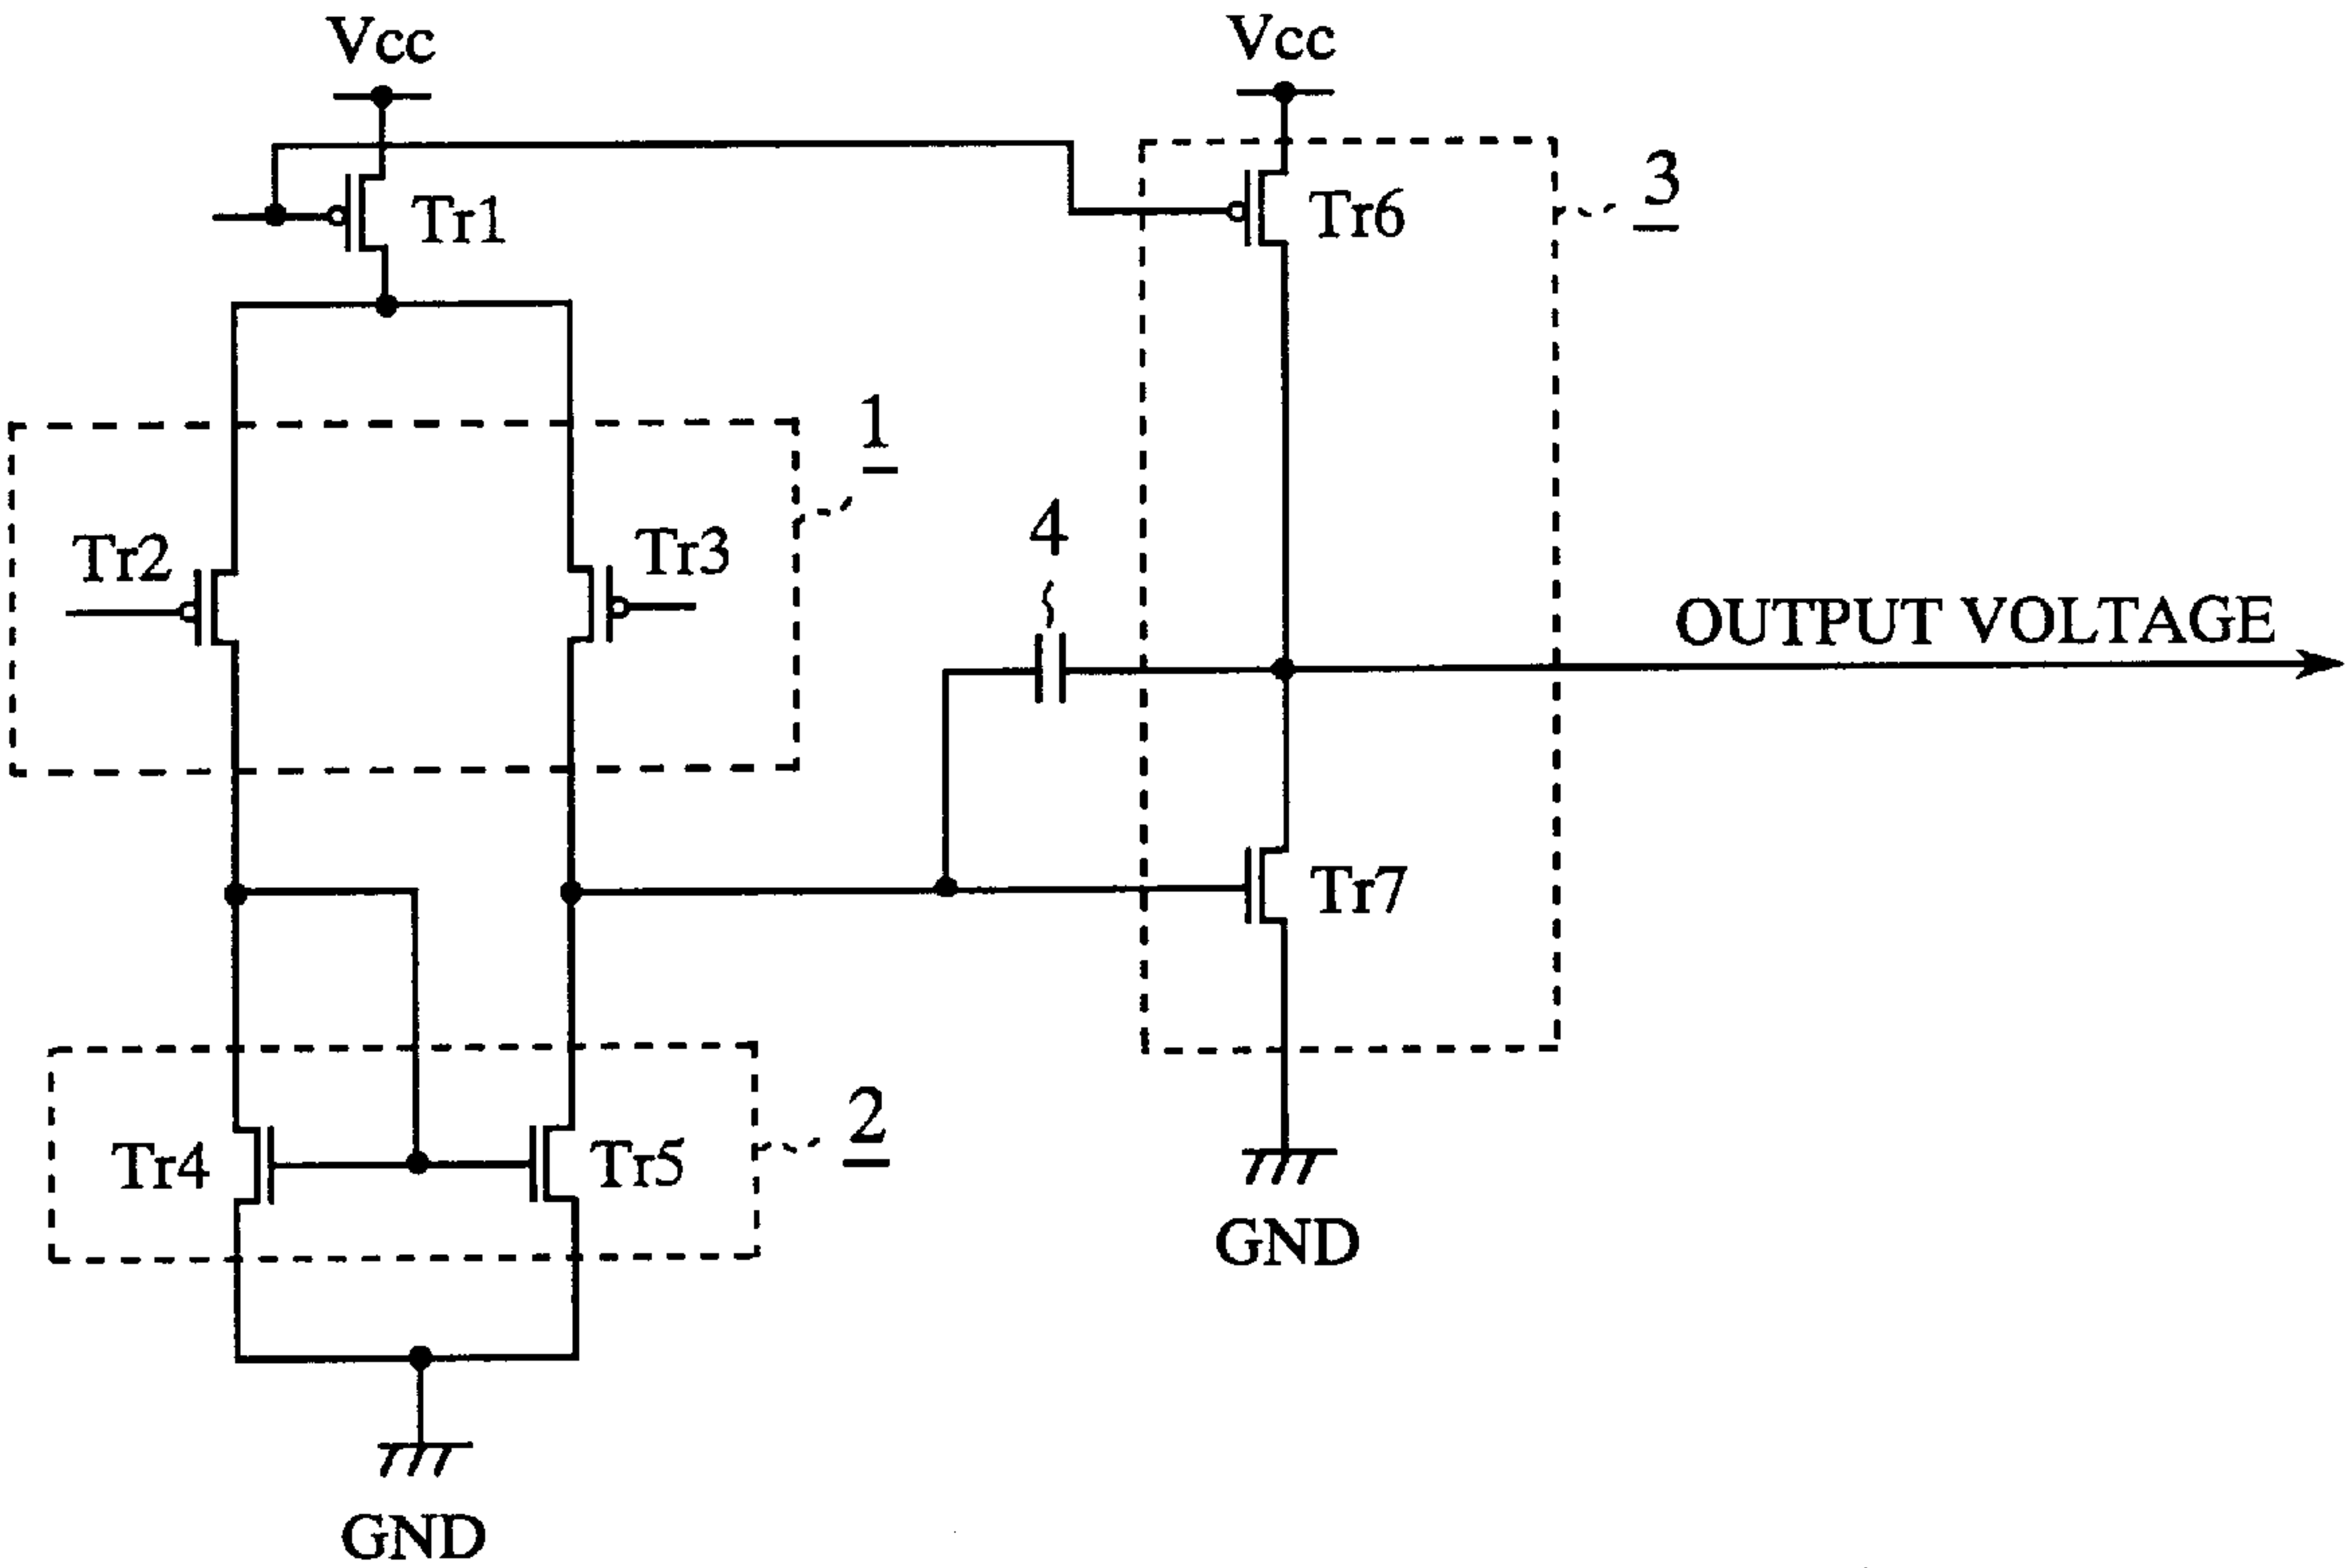 Vcc
Vcc
Tr1
Tr6
3
1
Tr2
Tr3
4
OUTPUT VOLTAGE
Tr7
2
Tr4
Tr5
GND
GND